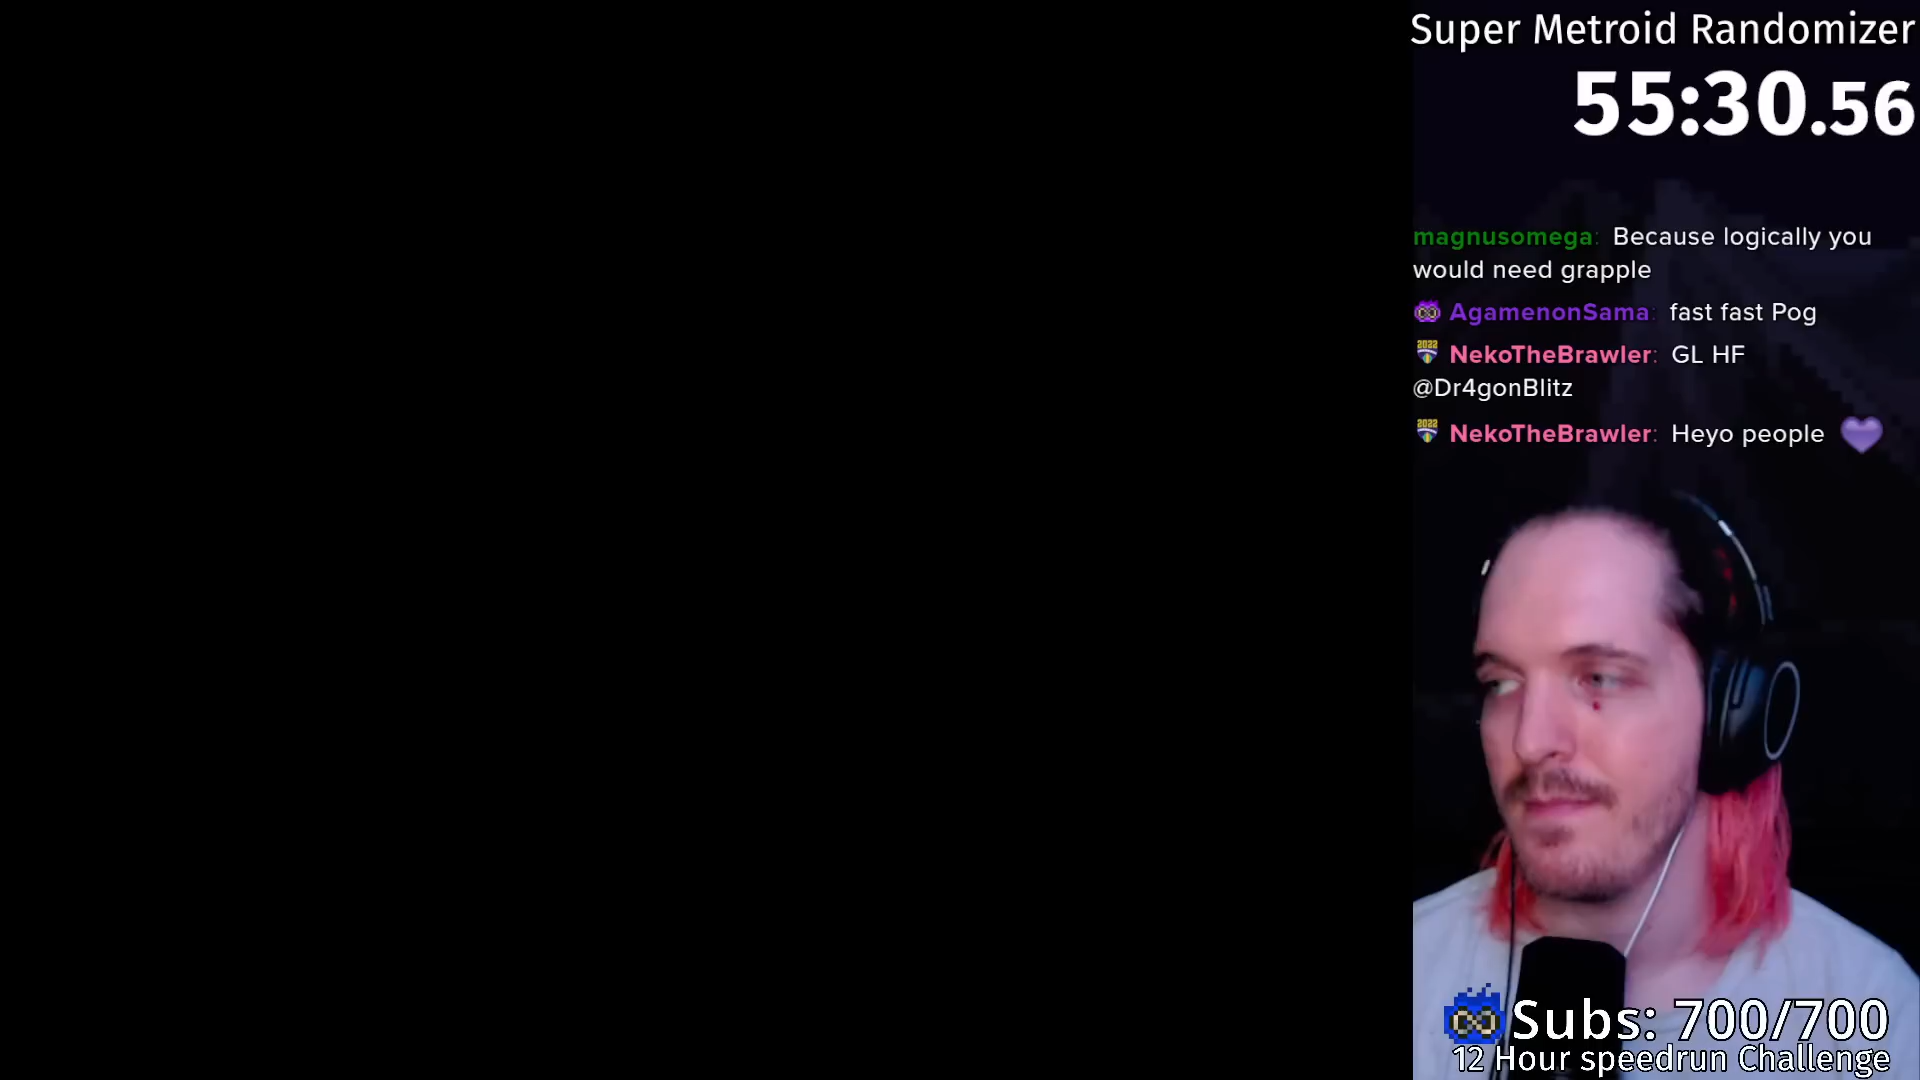 Super Metroid Randomizer
55:30.56
magnusomega: Because logically you
would need grapple
AgamenonSama: fast fast Pog
NekoTheBrawler: GL HF
@Dr4gonBlitz
NekoTheBrawler: Heyo people
Subs: 700/700
12 Hour speedrun Challenge